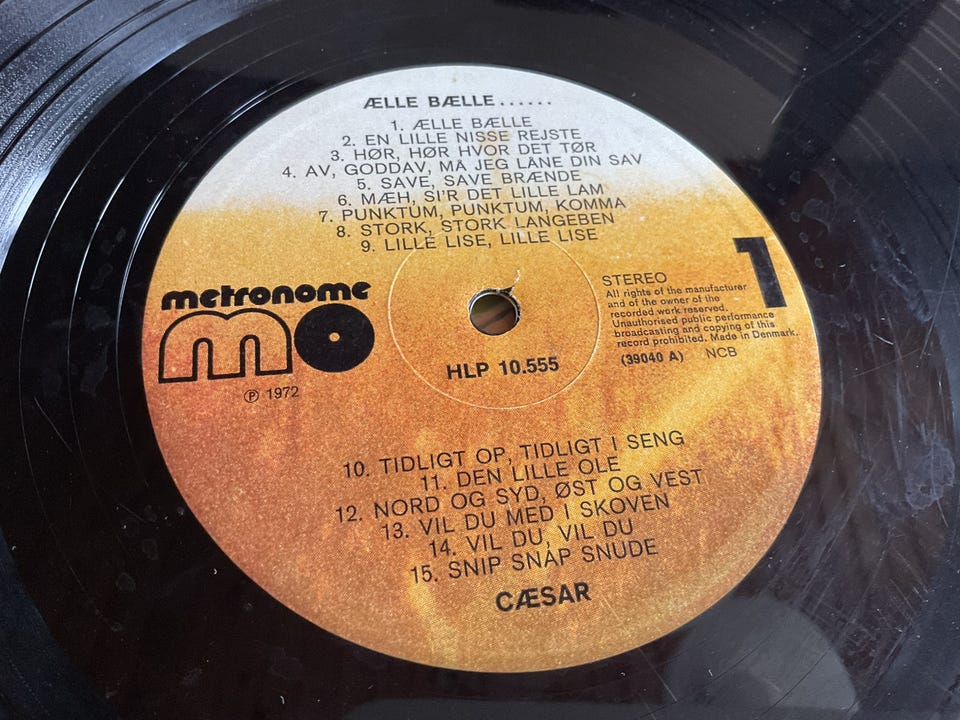 ÆLLE BÆLLE......
1. ÆLLE BÆLLE
2. EN LILLE NISSE REJSTE
3. HØR, HØR HVOR DET TØR
4. AV, GODDAV, MÅ JEG LÅNE DIN SAV
5. SAVE, SAVE BRÆNDE
6. MÆH, SI'R DET LILLE LAM
7. PUNKTUM, PUNKTUM, KOMMA
8. STORK, STORK LANGEBEN
9. LILLE LISE, LILLE LISE
metronome
mo
℗ 1972
HLP 10.555
1
STEREO
All rights of the manufacturer
and of the owner of the
recorded work reserved.
Unauthorised public performance
broadcasting and copying of this
record prohibited. Made in Denmark.
(39040 A) NCB
10. TIDLIGT OP, TIDLIGT I SENG
11. DEN LILLE OLE
12. NORD OG SYD, ØST OG VEST
13. VIL DU MED I SKOVEN
14. VIL DU, VIL DU
15. SNIP SNAP SNUDE
CÆSAR